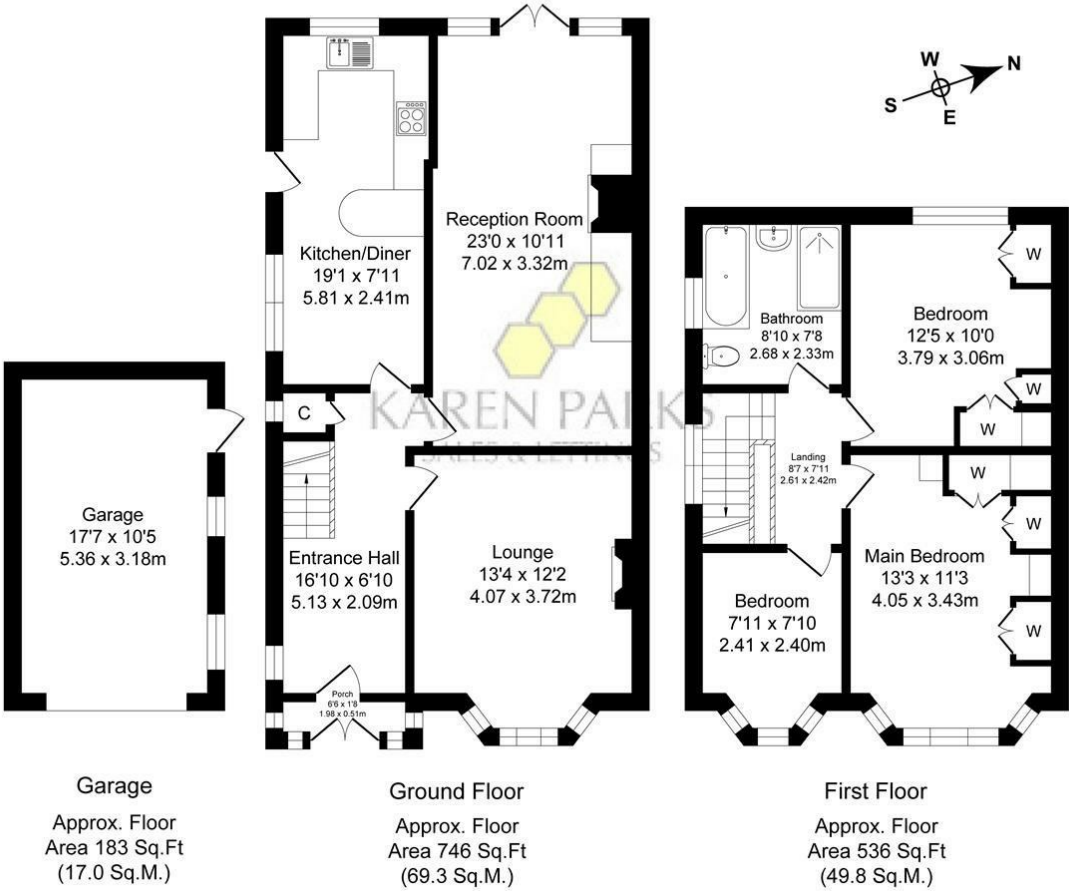 W
N
S
E
Kitchen/Diner
19'1 x 7'11
5.81 x 2.41m
Reception Room
23'0 x 10'11
7.02 x 3.32m
C
Entrance Hall
16'10 x 6'10
5.13 x 2.09m
Lounge
13'4 x 12'2
4.07 x 3.72m
Porch
6'6 x 1'8
1.98 x 0.51m
Garage
17'7 x 10'5
5.36 x 3.18m
Bathroom
8'10 x 7'8
2.68 x 2.33m
Bedroom
12'5 x 10'0
3.79 x 3.06m
W
W
W
Landing
8'7 x 7'11
2.61 x 2.42m
W
W
W
Main Bedroom
13'3 x 11'3
4.05 x 3.43m
Bedroom
7'11 x 7'10
2.41 x 2.40m
KAREN PARKS
SALES & LETTINGS
Garage
Approx. Floor
Area 183 Sq.Ft
(17.0 Sq.M.)
Ground Floor
Approx. Floor
Area 746 Sq.Ft
(69.3 Sq.M.)
First Floor
Approx. Floor
Area 536 Sq.Ft
(49.8 Sq.M.)